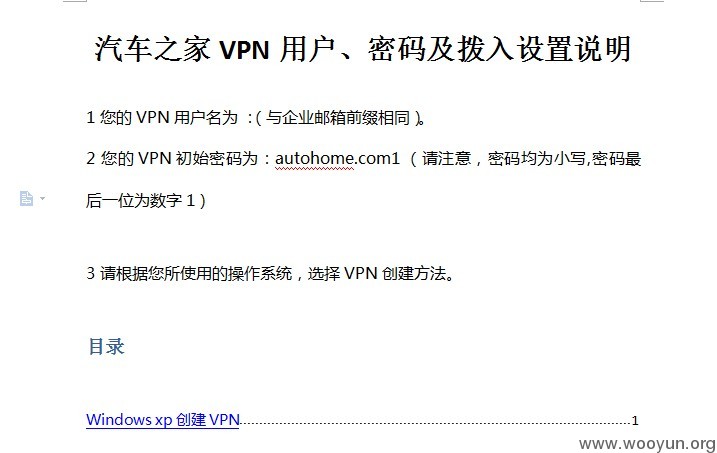 汽车之家 VPN 用户、密码及拨入设置说明
1 您的 VPN 用户名为 ：( 与企业邮箱前缀相同 )。
2 您的 VPN 初始密码为：autohome.com1 （ 请注意，密码均为小写,密码最
后一位为数字 1 ）
3 请根据您所使用的操作系统，选择 VPN 创建方法。
目录
Windows xp 创建 VPN........................................................................1
www.wooyun.org